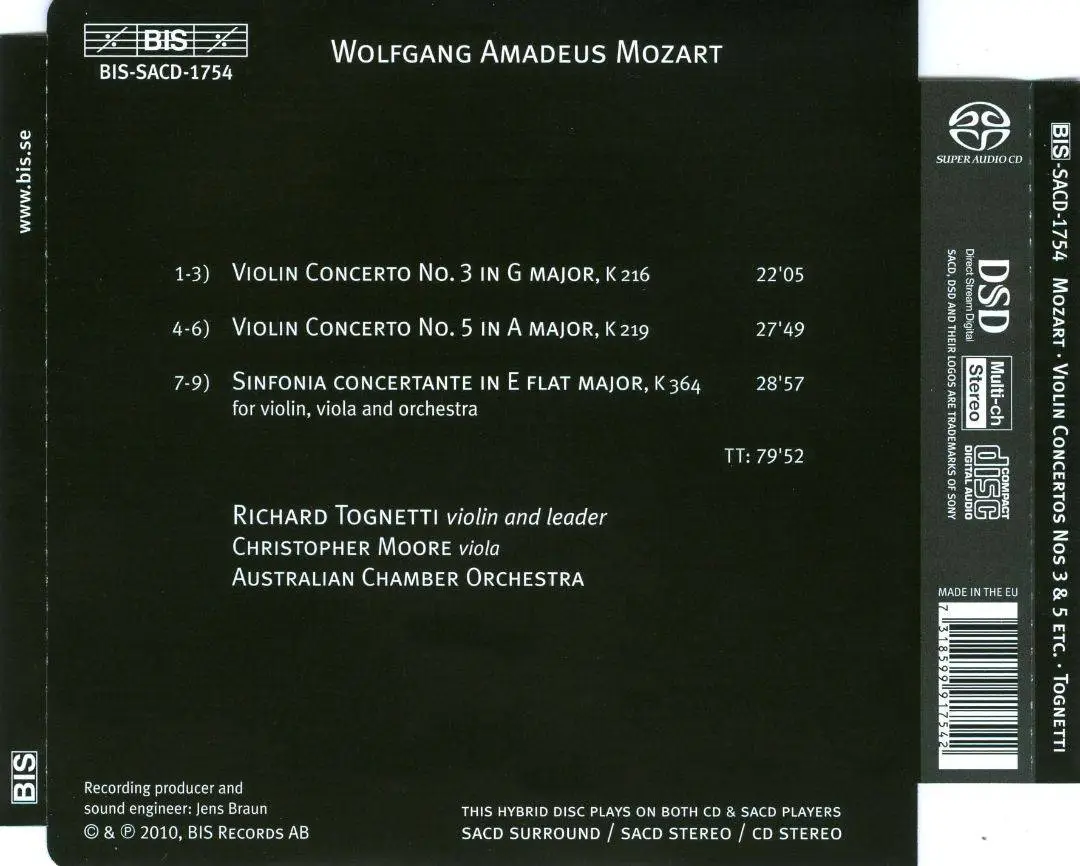 BIS
BIS-SACD-1754
WOLFGANG AMADEUS MOZART
1-3) VIOLIN CONCERTO NO. 3 IN G MAJOR, K 216 22'05
4-6) VIOLIN CONCERTO NO. 5 IN A MAJOR, K 219 27'49
7-9) SINFONIA CONCERTANTE IN E FLAT MAJOR, K 364 28'57
for violin, viola and orchestra
TT: 79'52
RICHARD TOGNETTI violin and leader
CHRISTOPHER MOORE viola
AUSTRALIAN CHAMBER ORCHESTRA
Recording producer and
sound engineer: Jens Braun
© & ℗ 2010, BIS RECORDS AB
THIS HYBRID DISC PLAYS ON BOTH CD & SACD PLAYERS
SACD SURROUND / SACD STEREO / CD STEREO
www.bis.se
BIS
SUPER AUDIO CD
DSD
Direct Stream Digital
SACD, DSD AND THEIR LOGOS ARE TRADEMARKS OF SONY
Multi-ch
Stereo
COMPACT
disc
DIGITAL AUDIO
MADE IN THE EU
7 318599 917542
BIS-SACD-1754 MOZART · VIOLIN CONCERTOS NOS 3 & 5 ETC. · TOGNETTI